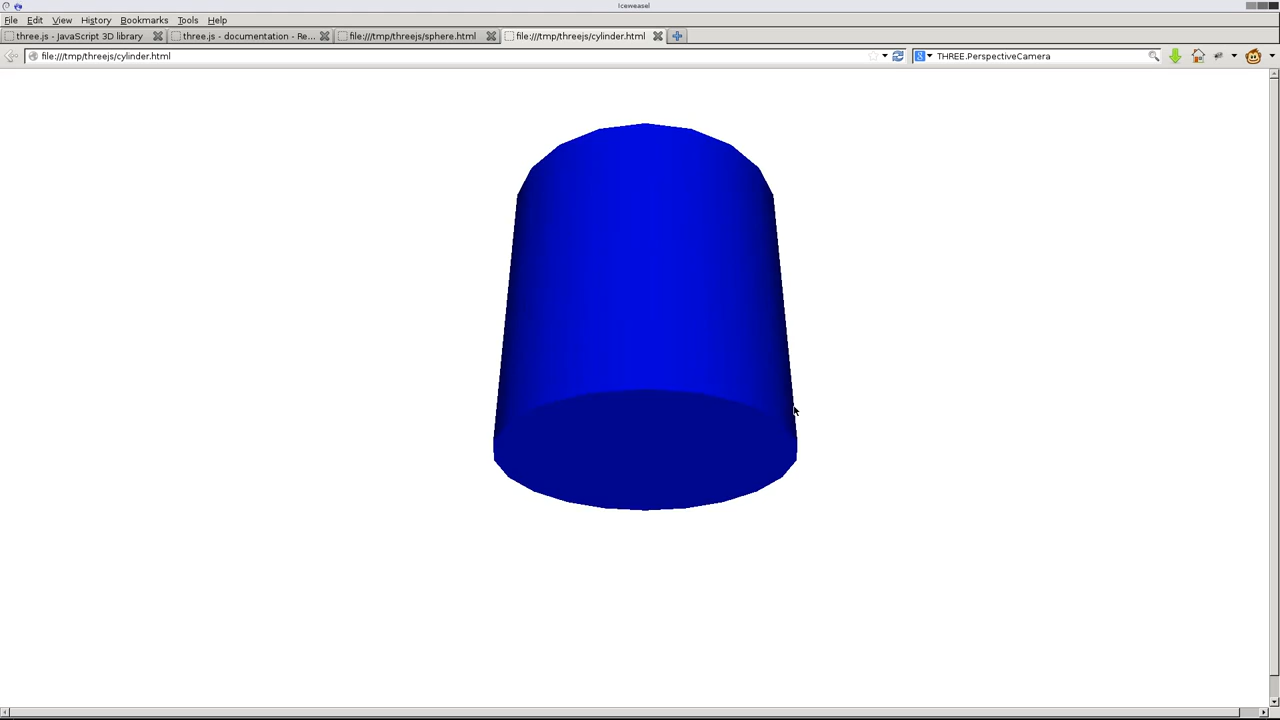 Iceweasel
File Edit View History Bookmarks Tools Help
three.js - JavaScript 3D library three.js - documentation - Re... file:///tmp/threejs/sphere.html file:///tmp/threejs/cylinder.html
file:///tmp/threejs/cylinder.html THREE.PerspectiveCamera